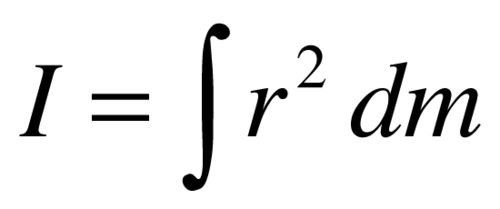 I = ∫ r² dm